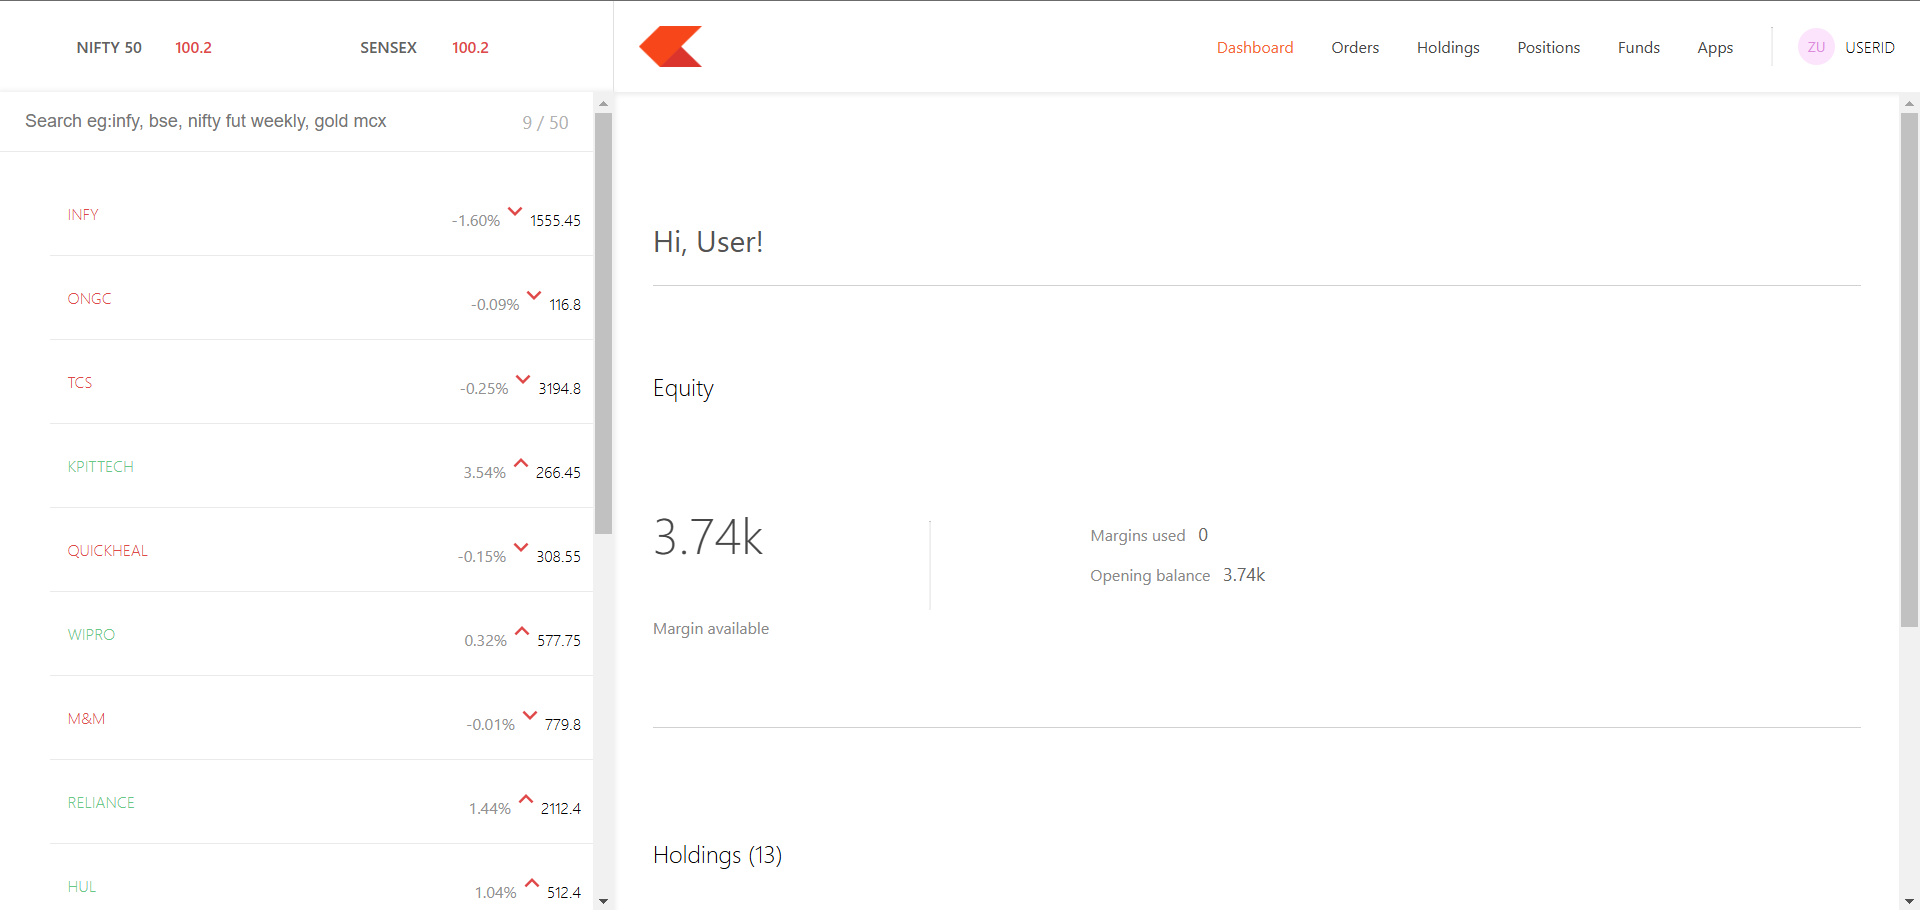 NIFTY 50 100.2 SENSEX 100.2
Dashboard Orders Holdings Positions Funds Apps ZU USERID
Search eg:infy, bse, nifty fut weekly, gold mcx 9 / 50
INFY -1.60% 1555.45
ONGC -0.09% 116.8
TCS -0.25% 3194.8
KPITTECH 3.54% 266.45
QUICKHEAL -0.15% 308.55
WIPRO 0.32% 577.75
M&M -0.01% 779.8
RELIANCE 1.44% 2112.4
HUL 1.04% 512.4
Hi, User!
Equity
3.74k
Margin available
Margins used 0
Opening balance 3.74k
Holdings (13)